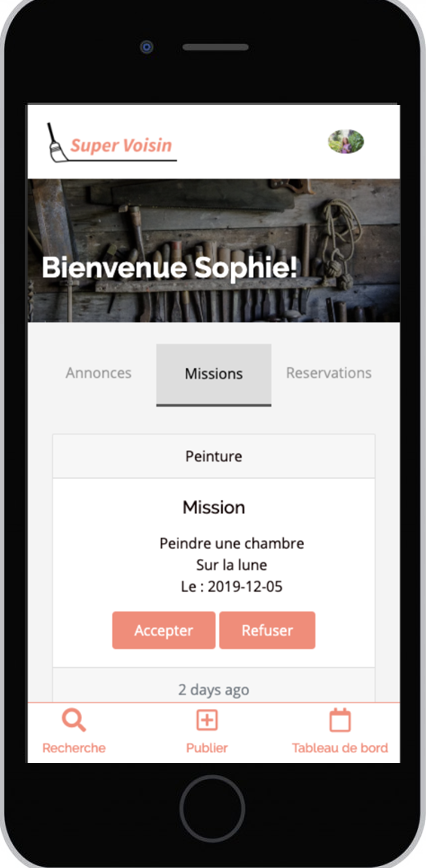 Super Voisin
Bienvenue Sophie!
Annonces Missions Reservations
Peinture
Mission
Peindre une chambre
Sur la lune
Le : 2019-12-05
Accepter Refuser
2 days ago
Recherche Publier Tableau de bord